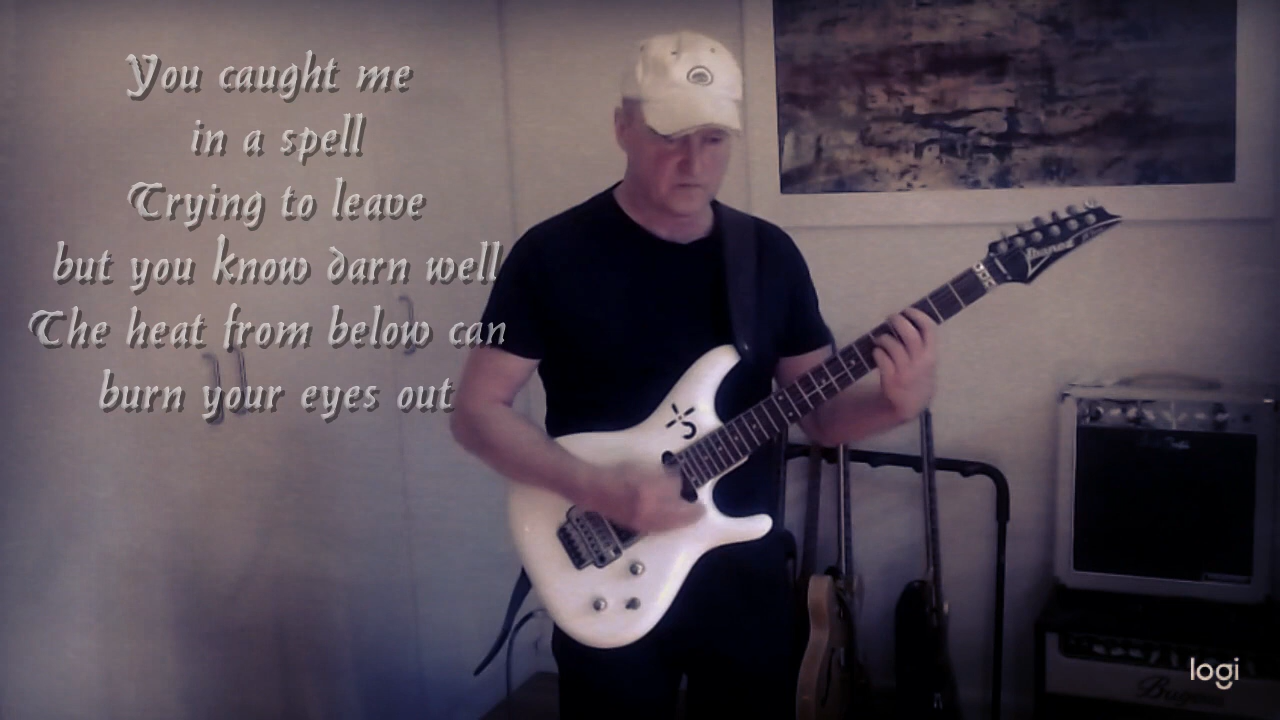 You caught me
in a spell
Trying to leave
but you know darn well
The heat from below can
burn your eyes out
Ibanez
logi